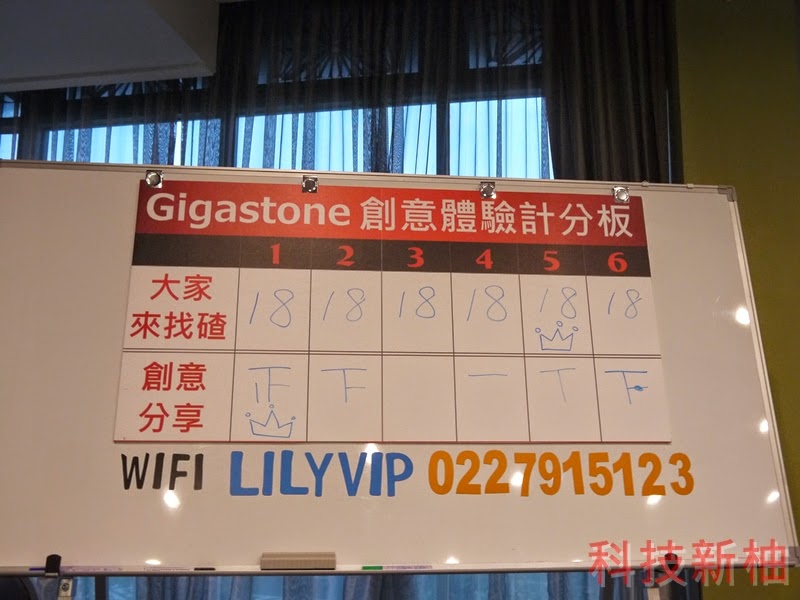 Gigastone 創意體驗計分板
1 2 3 4 5 6
大家
來找碴 18 18 18 18 18 18
創意
分享 正 下 一 丅 下
WIFI LILYVIP 0227915123
科技新柚